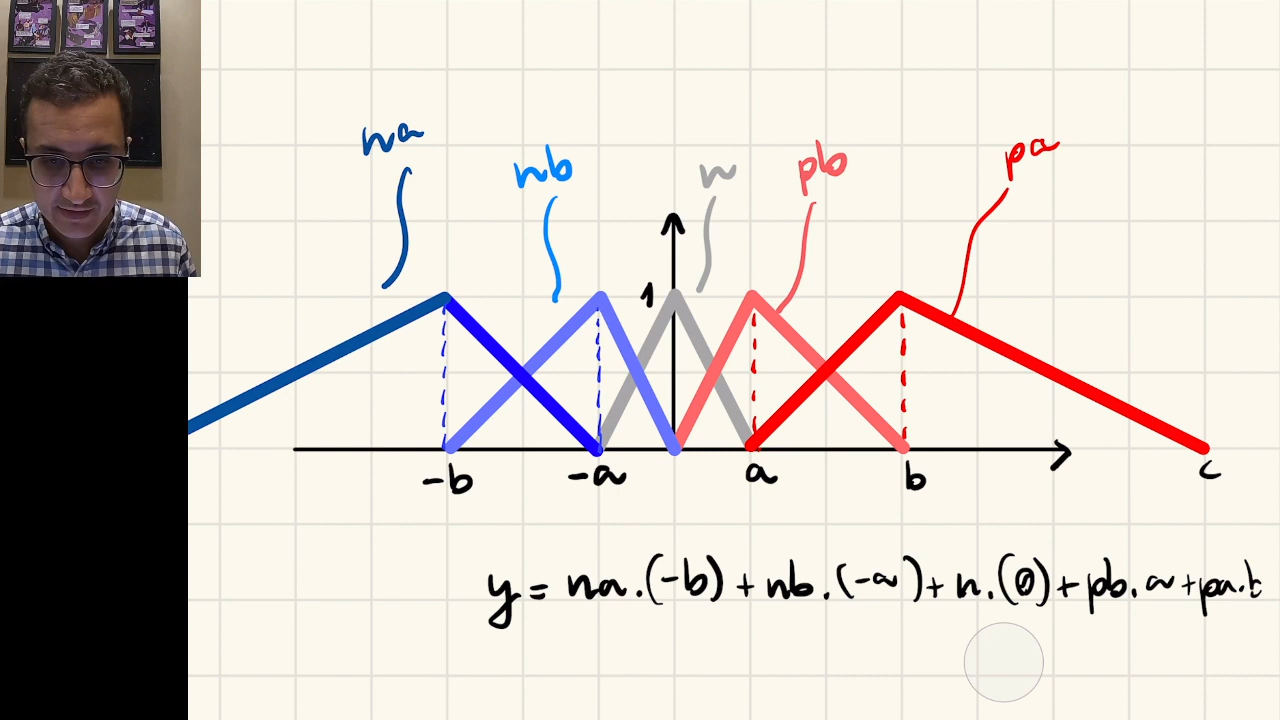 na nb n pb pa
1
-b -a a b c
y = na.(-b) + nb.(-a) + n.(0) + pb.a + pa.b